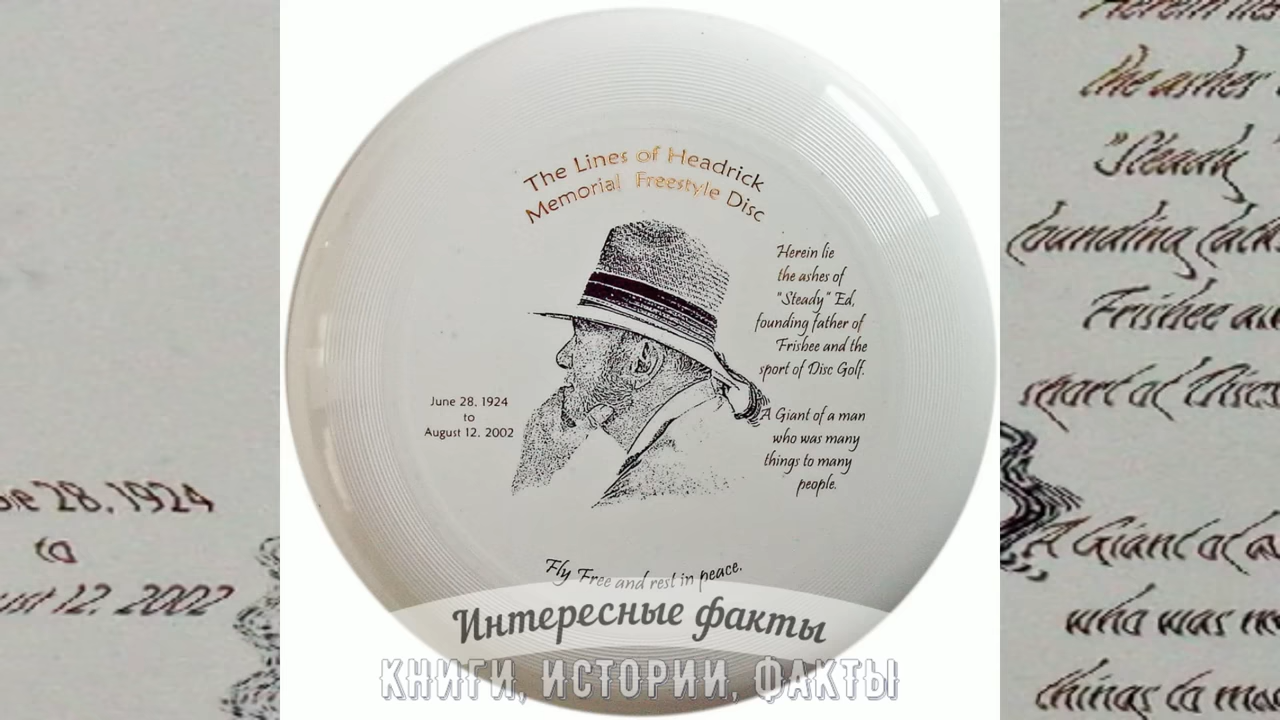 The Lines of Headrick
Memorial Freestyle Disc
Herein lie
the ashes of
"Steady" Ed,
founding father of
Frisbee and the
sport of Disc Golf.
June 28, 1924
to
August 12, 2002
A Giant of a man
who was many
things to many
people.
Fly Free and rest in peace.
Интересные факты
КНИГИ, ИСТОРИИ, ФАКТЫ